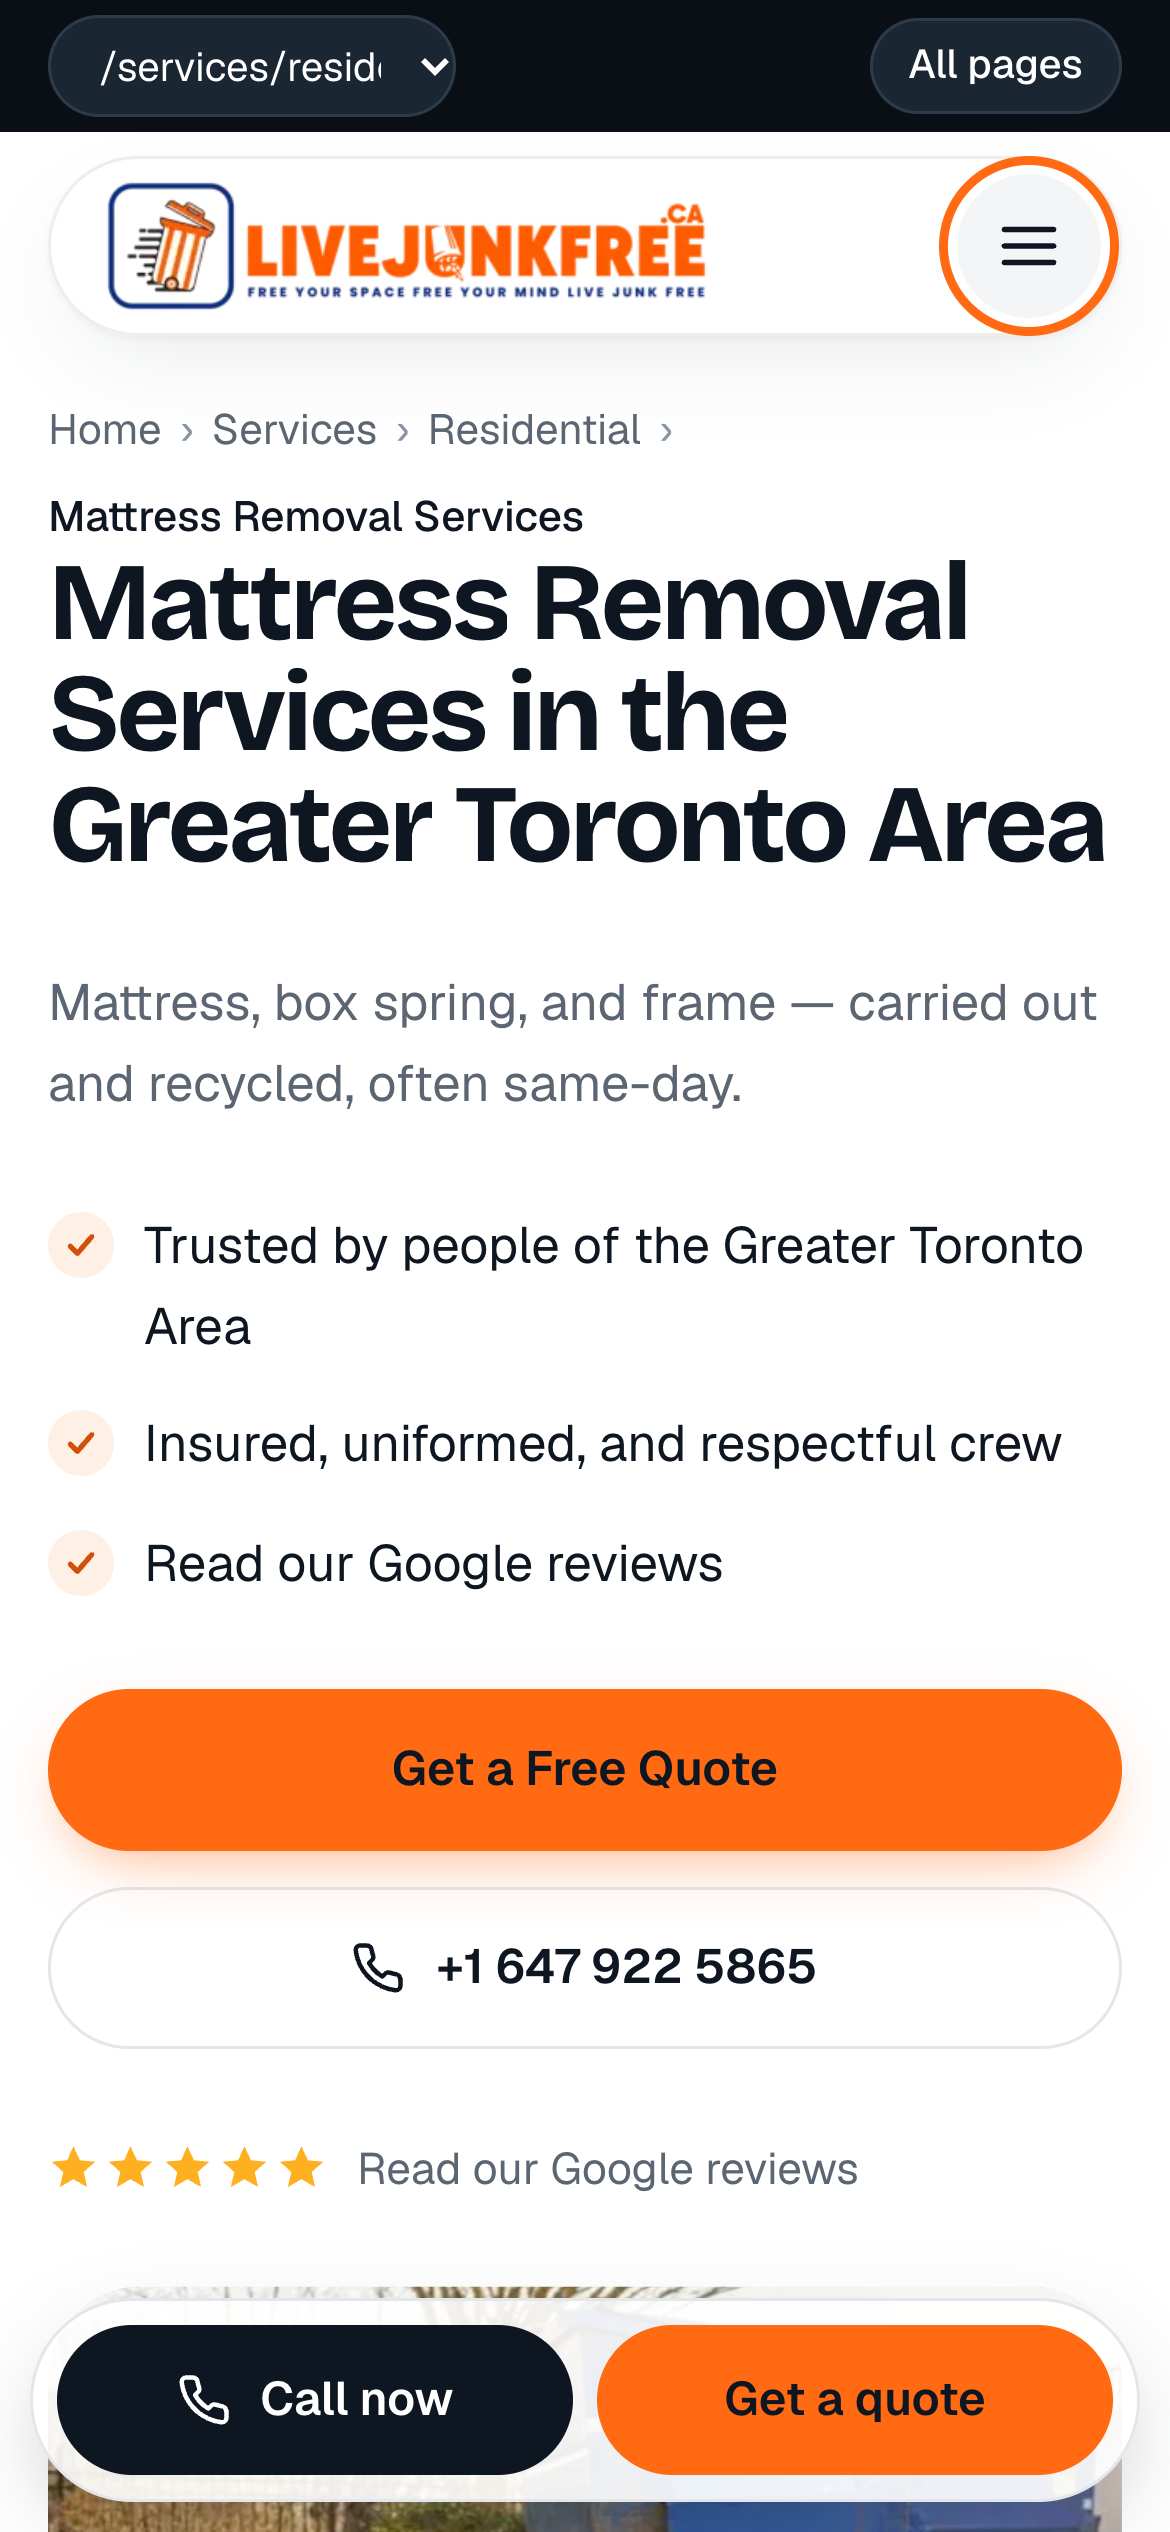 /services/resid
All pages
LIVEJUNKFREE
.CA
FREE YOUR SPACE FREE YOUR MIND LIVE JUNK FREE
Home › Services › Residential ›
Mattress Removal Services
Mattress Removal
Services in the
Greater Toronto Area
Mattress, box spring, and frame — carried out
and recycled, often same-day.
Trusted by people of the Greater Toronto
Area
Insured, uniformed, and respectful crew
Read our Google reviews
Get a Free Quote
+1 647 922 5865
Read our Google reviews
Call now
Get a quote